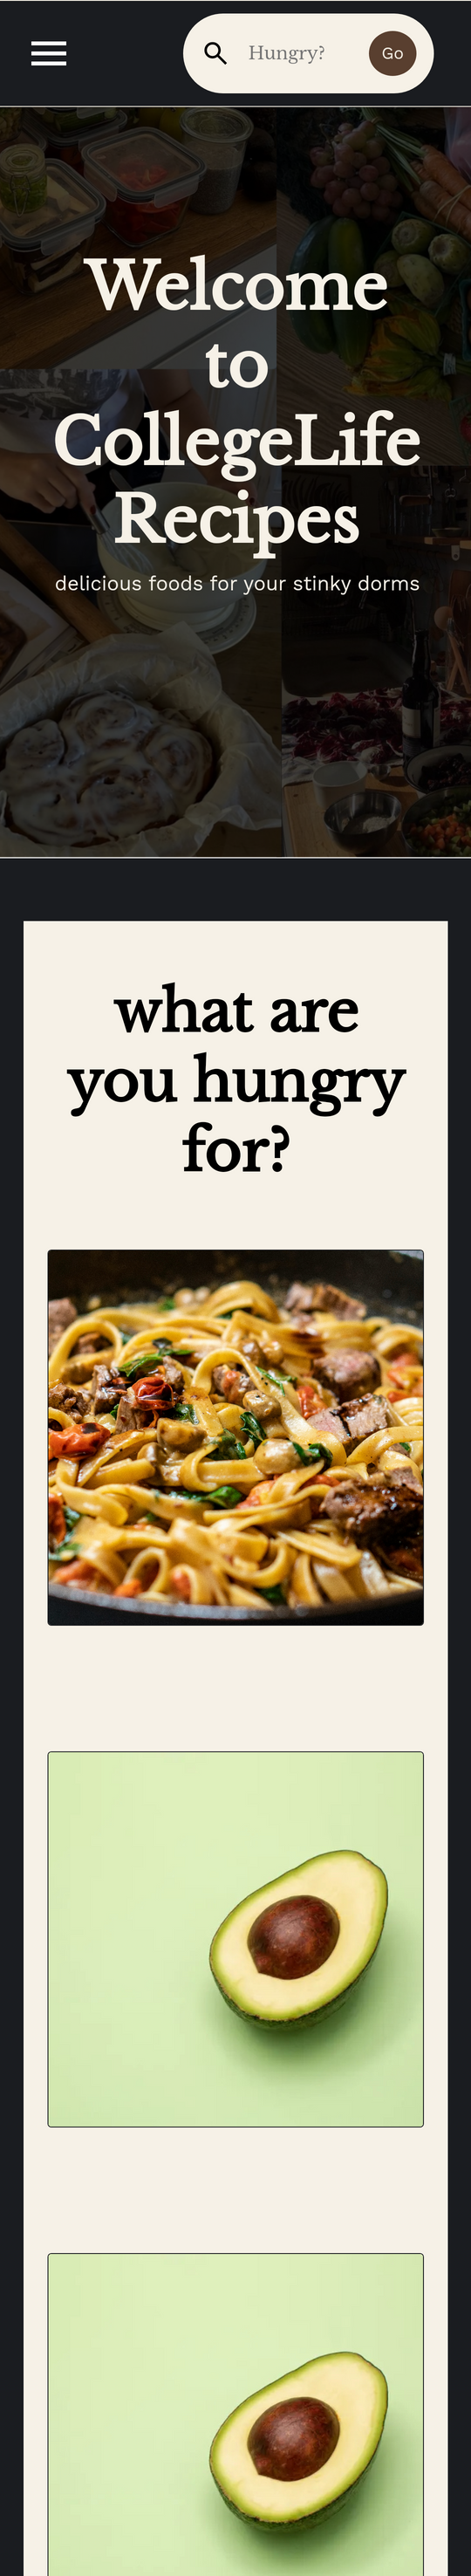 Hungry?
Go
Welcome
to
CollegeLife
Recipes
delicious foods for your stinky dorms
what are
you hungry
for?